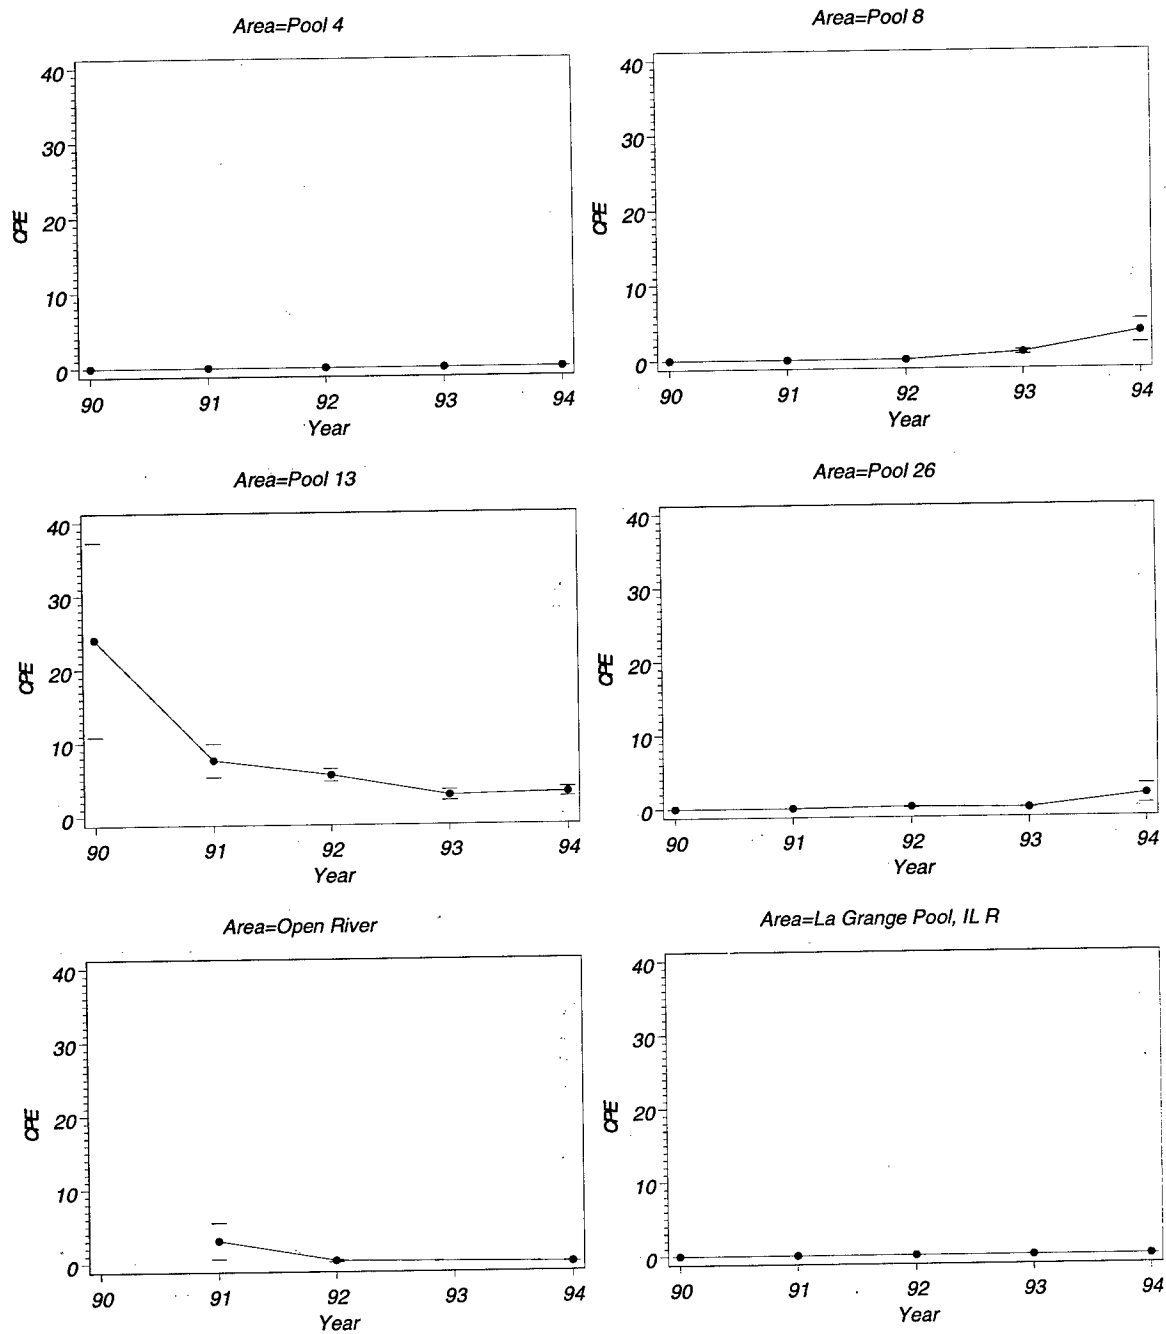 Area=Pool 4
40
30
20
10
0
CPE
90 91 92 93 94
Year
Area=Pool 8
40
30
20
10
0
CPE
90 91 92 93 94
Year
Area=Pool 13
40
30
20
10
0
CPE
90 91 92 93 94
Year
Area=Pool 26
40
30
20
10
0
CPE
90 91 92 93 94
Year
Area=Open River
40
30
20
10
0
CPE
90 91 92 93 94
Year
Area=La Grange Pool, IL R
40
30
20
10
0
CPE
90 91 92 93 94
Year